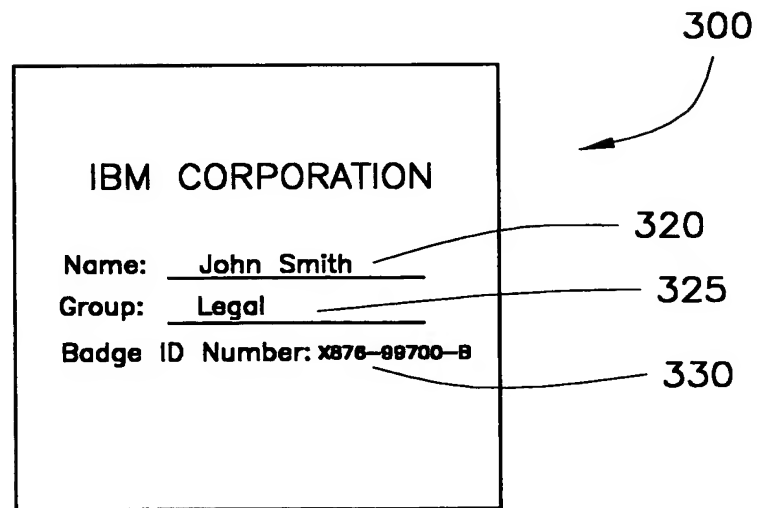 300
IBM CORPORATION
Name: John Smith
320
Group: Legal
325
Badge ID Number: X876-99700-B
330